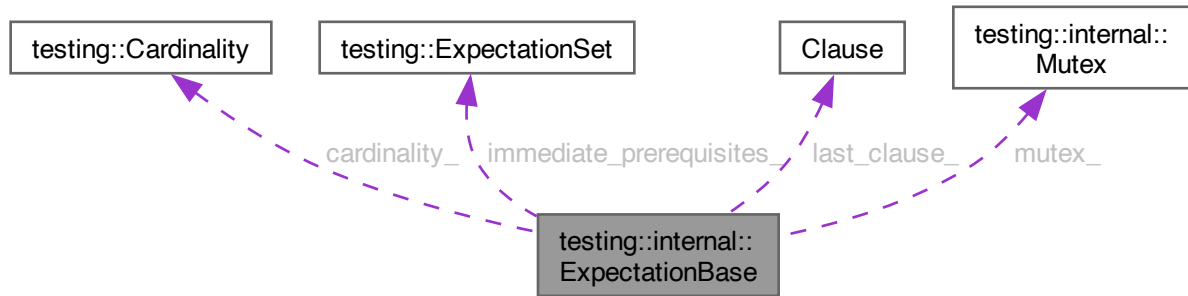 testing::Cardinality
testing::ExpectationSet
Clause
testing::internal::
Mutex
cardinality_
immediate_prerequisites_
last_clause_
mutex_
testing::internal::
ExpectationBase